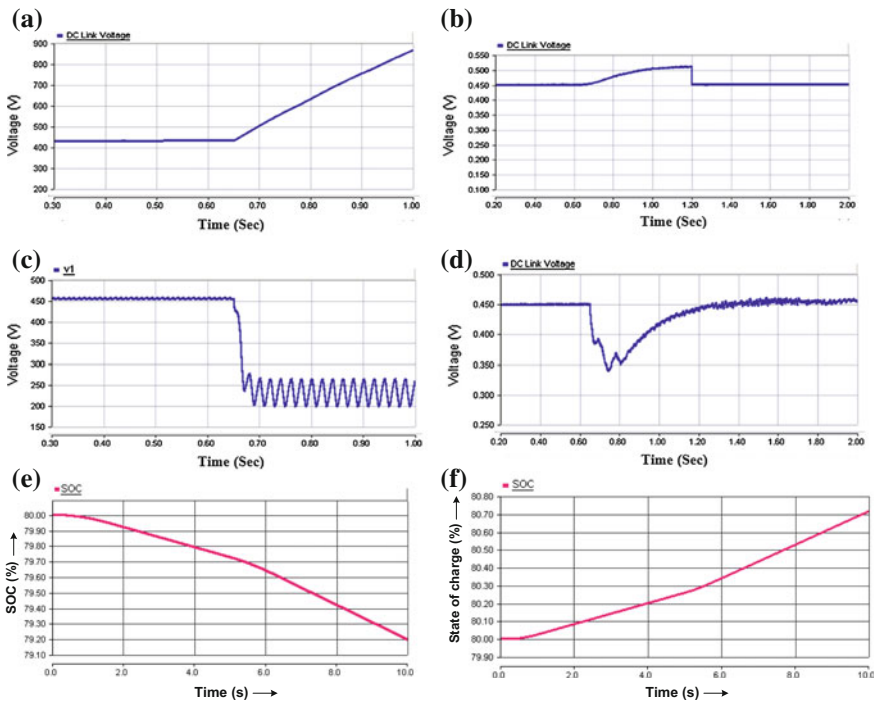 (a)
DC Link Voltage
Voltage (V)
900
800
700
600
500
400
300
200
0.30 0.40 0.50 0.60 0.70 0.80 0.90 1.00
Time (Sec)
(b)
DC Link Voltage
Voltage (V)
0.550
0.500
0.450
0.400
0.350
0.300
0.250
0.200
0.150
0.100
0.20 0.40 0.60 0.80 1.00 1.20 1.40 1.60 1.80 2.00
Time (Sec)
(c)
v1
Voltage (V)
500
450
400
350
300
250
200
150
0.30 0.40 0.50 0.60 0.70 0.80 0.90 1.00
Time (Sec)
(d)
DC Link Voltage
Voltage (V)
0.500
0.450
0.400
0.350
0.300
0.250
0.20 0.40 0.60 0.80 1.00 1.20 1.40 1.60 1.80 2.00
Time (Sec)
(e)
SOC
SOC (%)
80.00
79.90
79.80
79.70
79.60
79.50
79.40
79.30
79.20
79.10
0.0 2.0 4.0 6.0 8.0 10.0
Time (s)
(f)
SOC
State of charge (%)
80.80
80.70
80.60
80.50
80.40
80.30
80.20
80.10
80.00
79.90
0.0 2.0 4.0 6.0 8.0 10.0
Time (s)